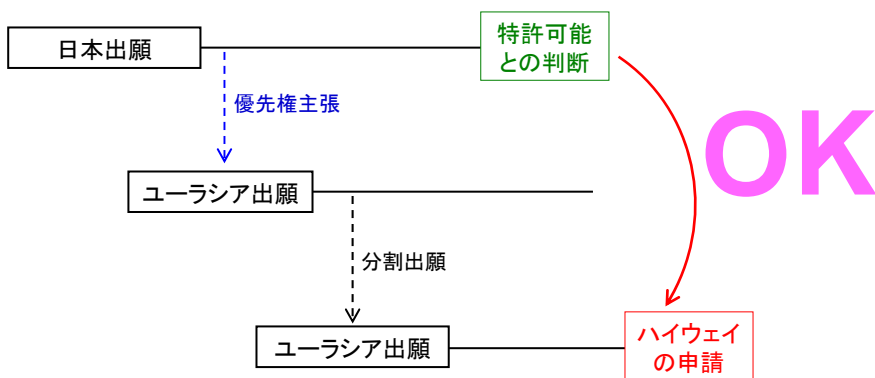 日本出願
特許可能
との判断
優先権主張
OK
ユーラシア出願
分割出願
ユーラシア出願
ハイウェイ
の申請